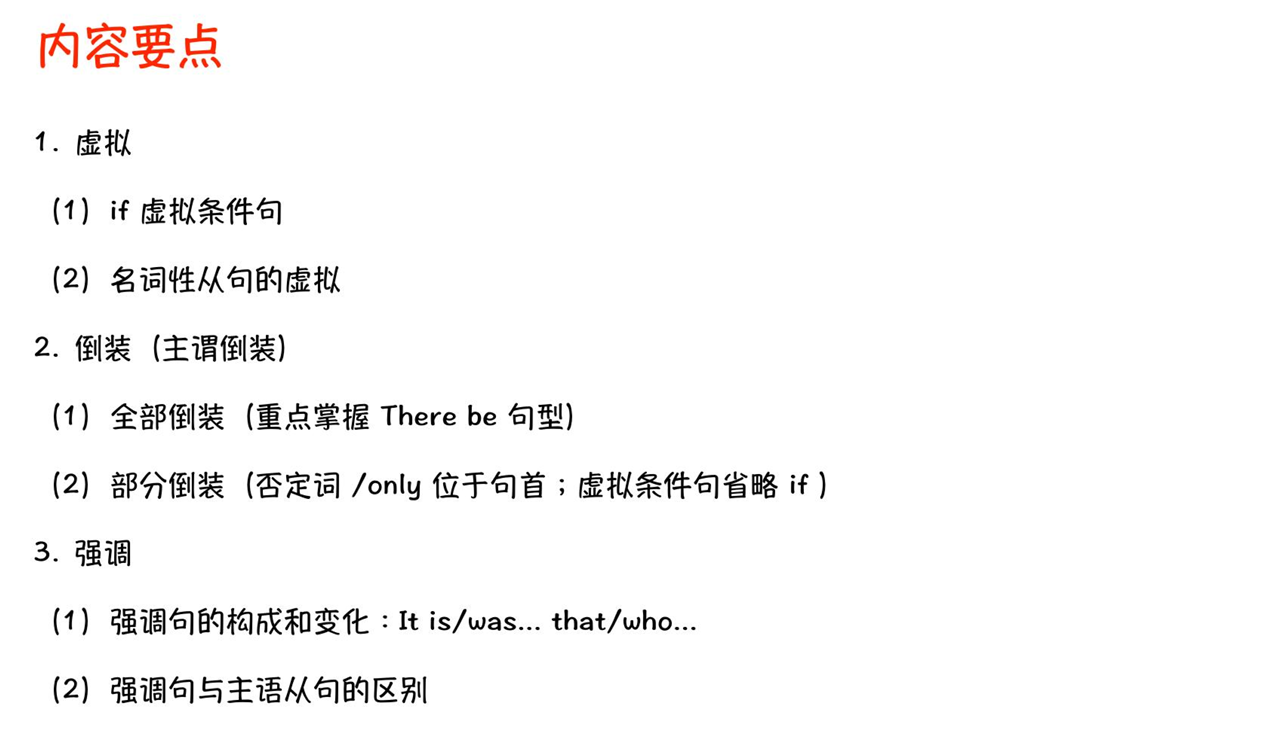 内容要点
1. 虚拟
（1）if 虚拟条件句
（2）名词性从句的虚拟
2. 倒装（主谓倒装）
（1）全部倒装（重点掌握 There be 句型）
（2）部分倒装（否定词 /only 位于句首；虚拟条件句省略 if ）
3. 强调
（1）强调句的构成和变化：It is/was... that/who...
（2）强调句与主语从句的区别